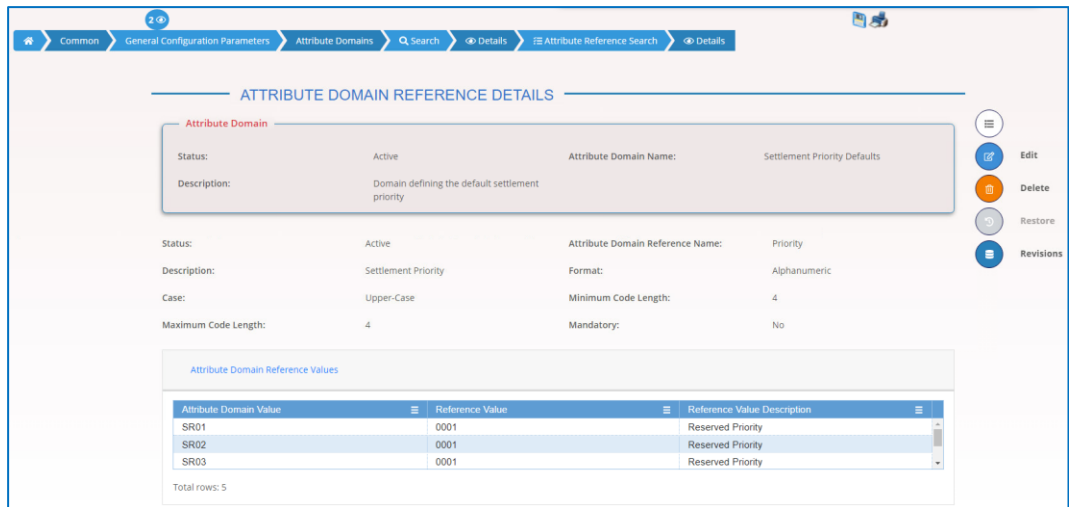 2
Common General Configuration Parameters Attribute Domains Search Details Attribute Reference Search Details
ATTRIBUTE DOMAIN REFERENCE DETAILS
Attribute Domain
Status: Active Attribute Domain Name: Settlement Priority Defaults
Description: Domain defining the default settlement
priority
Edit
Delete
Restore
Revisions
Status: Active Attribute Domain Reference Name: Priority
Description: Settlement Priority Format: Alphanumeric
Case: Upper-Case Minimum Code Length: 4
Maximum Code Length: 4 Mandatory: No
Attribute Domain Reference Values
Attribute Domain Value Reference Value Reference Value Description
SR01 0001 Reserved Priority
SR02 0001 Reserved Priority
SR03 0001 Reserved Priority
Total rows: 5